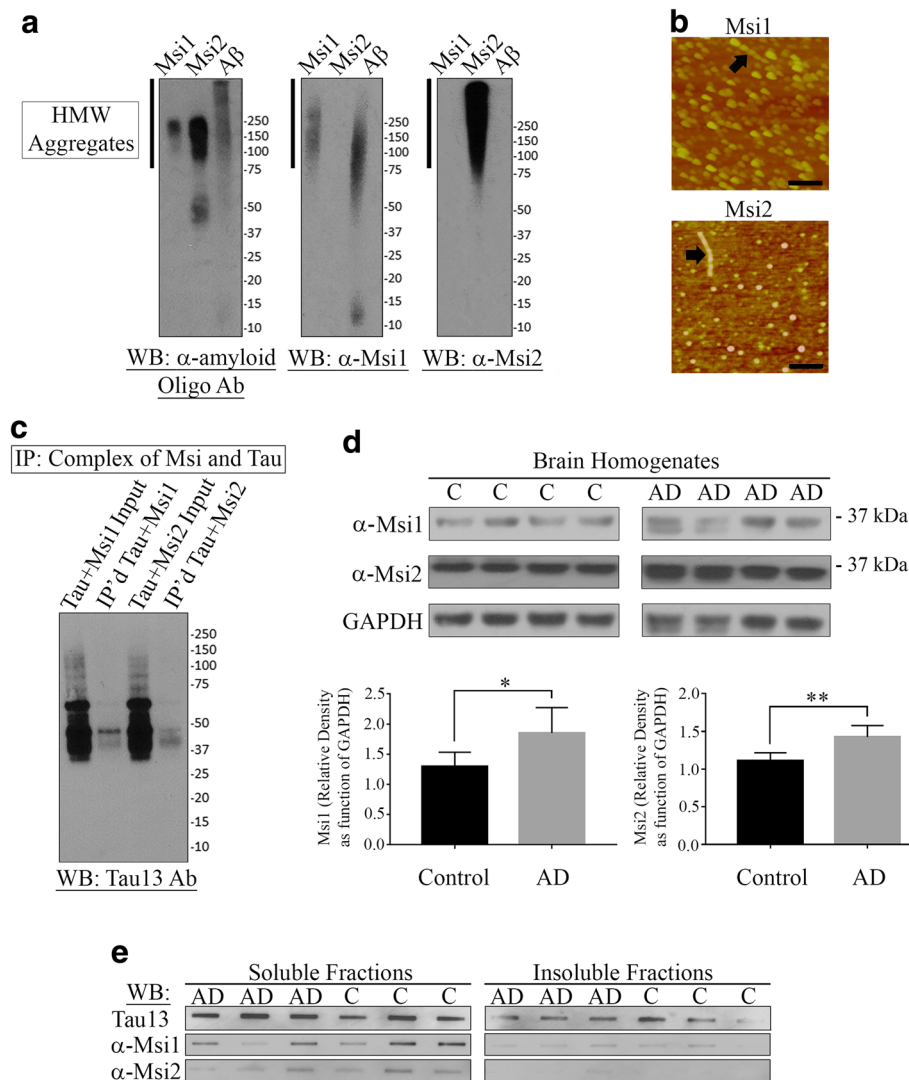 a
Msi1 Msi2 Aβ
Msi1 Msi2 Aβ
Msi1 Msi2 Aβ
HMW
Aggregates
-250
-150
-100
-75
-50
-37
-25
-20
-15
-10
-250
-150
-100
-75
-50
-37
-25
-20
-15
-10
-250
-150
-100
-75
-50
-37
-25
-20
-15
-10
WB: α-amyloid
Oligo Ab
WB: α-Msi1
WB: α-Msi2
b
Msi1
Msi2
c
IP: Complex of Msi and Tau
Tau+Msi1 Input
IP'd Tau+Msi1
Tau+Msi2 Input
IP'd Tau+Msi2
-250
-150
-100
-75
-50
-37
-25
-20
-15
-10
WB: Tau13 Ab
d
Brain Homogenates
C C C C AD AD AD AD
α-Msi1 - 37 kDa
α-Msi2 - 37 kDa
GAPDH
Msi1 (Relative Density
as function of GAPDH)
2.5
2.0
1.5
1.0
0.5
0.0
*
Control AD
Msi2 (Relative Density
as function of GAPDH)
2.0
1.5
1.0
0.5
0.0
**
Control AD
e
Soluble Fractions Insoluble Fractions
WB: AD AD AD C C C AD AD AD C C C
Tau13
α-Msi1
α-Msi2